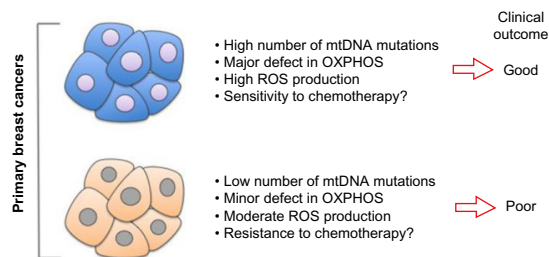 Clinical
outcome
Primary breast cancers
• High number of mtDNA mutations
• Major defect in OXPHOS
• High ROS production
• Sensitivity to chemotherapy?
Good
• Low number of mtDNA mutations
• Minor defect in OXPHOS
• Moderate ROS production
• Resistance to chemotherapy?
Poor